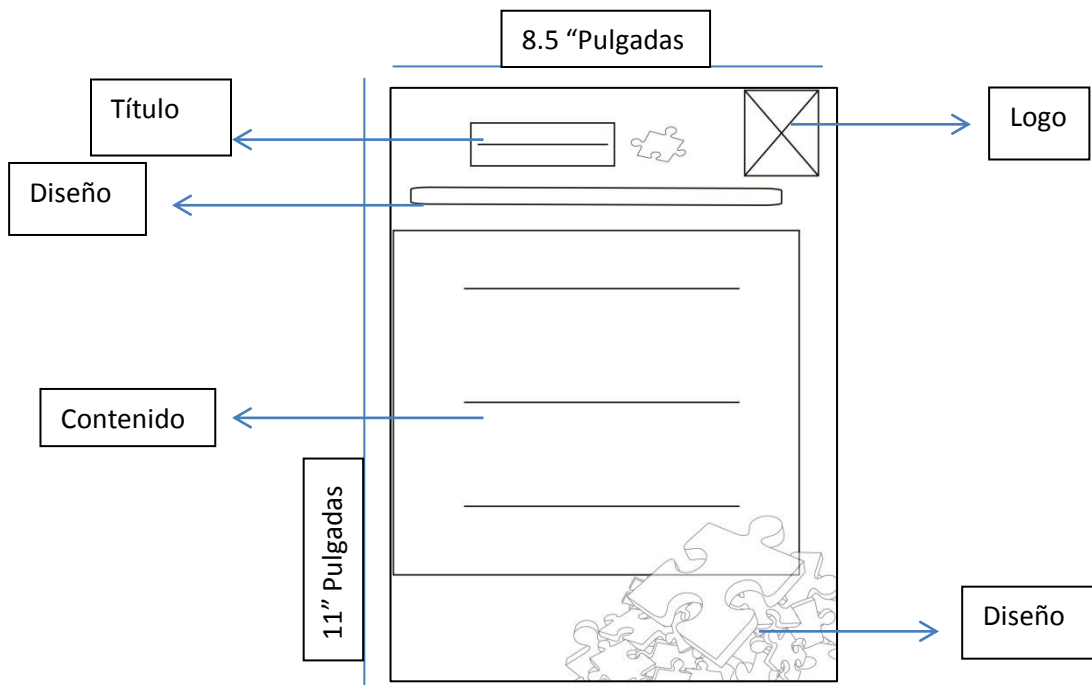 8.5 “Pulgadas
Título
Logo
Diseño
Contenido
11” Pulgadas
Diseño